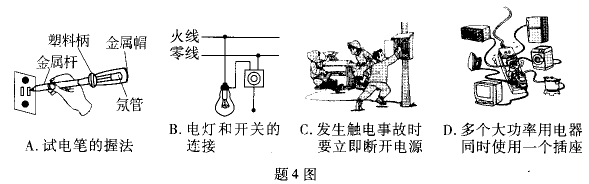 塑料柄
金属帽
金属杆
氖管
火线
零线
A. 试电笔的握法
B. 电灯和开关的
连接
C. 发生触电事故时
要立即断开电源
D. 多个大功率用电器
同时使用一个插座
题4图